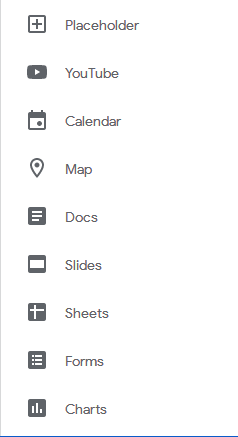 Placeholder
YouTube
Calendar
Map
Docs
Slides
Sheets
Forms
Charts